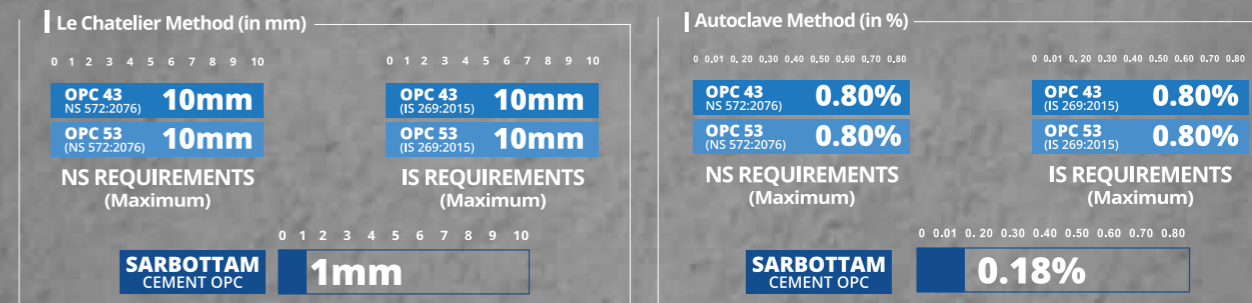 Le Chatelier Method (in mm)
0 1 2 3 4 5 6 7 8 9 10
OPC 43
NS 572:2076)
10mm
OPC 53
(NS 572:2076)
10mm
NS REQUIREMENTS
(Maximum)
0 1 2 3 4 5 6 7 8 9 10
OPC 43
(IS 269:2015)
10mm
OPC 53
(IS 269:2015)
10mm
IS REQUIREMENTS
(Maximum)
0 1 2 3 4 5 6 7 8 9 10
SARBOTTAM
CEMENT OPC
1mm
Autoclave Method (in %)
0 0.01 0. 20 0.30 0.40 0.50 0.60 0.70 0.80
OPC 43
NS 572:2076)
0.80%
OPC 53
(NS 572:2076)
0.80%
NS REQUIREMENTS
(Maximum)
0 0.01 0. 20 0.30 0.40 0.50 0.60 0.70 0.80
OPC 43
(IS 269:2015)
0.80%
OPC 53
(IS 269:2015)
0.80%
IS REQUIREMENTS
(Maximum)
0 0.01 0. 20 0.30 0.40 0.50 0.60 0.70 0.80
SARBOTTAM
CEMENT OPC
0.18%